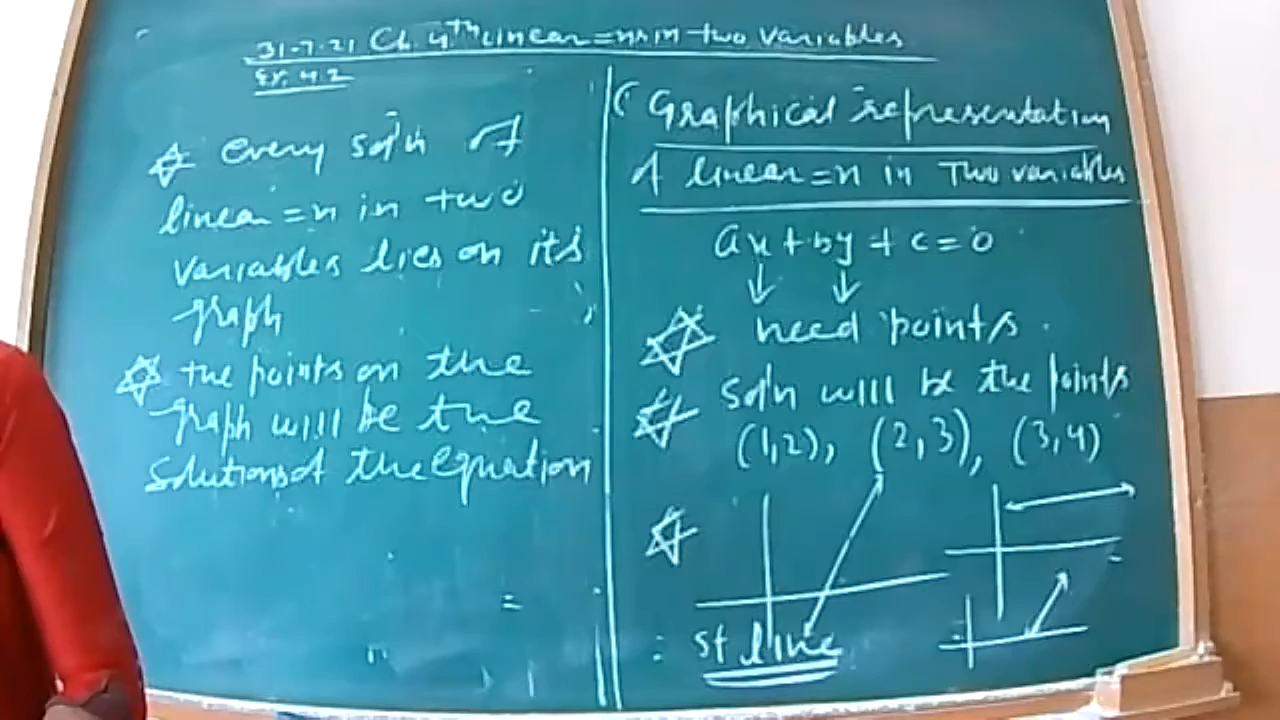 31-7-21 Ch. 4th Linear = ns in two variables
Ex. 4.2
☆ every soln of
linear = n in two
variables lies on its
graph
☆ the points on the
graph will be the
solutions of the equation
Graphical representation
of linear = n in Two variables
ax + by + c = 0
↓ ↓
☆ need points.
☆ soln will be the points
(1,2), (2,3), (3,4)
☆
st line